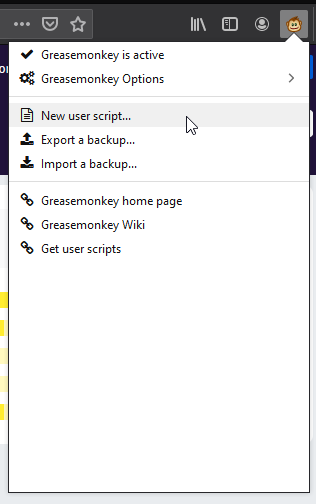 Greasemonkey is active
Greasemonkey Options
New user script...
Export a backup...
Import a backup...
Greasemonkey home page
Greasemonkey Wiki
Get user scripts